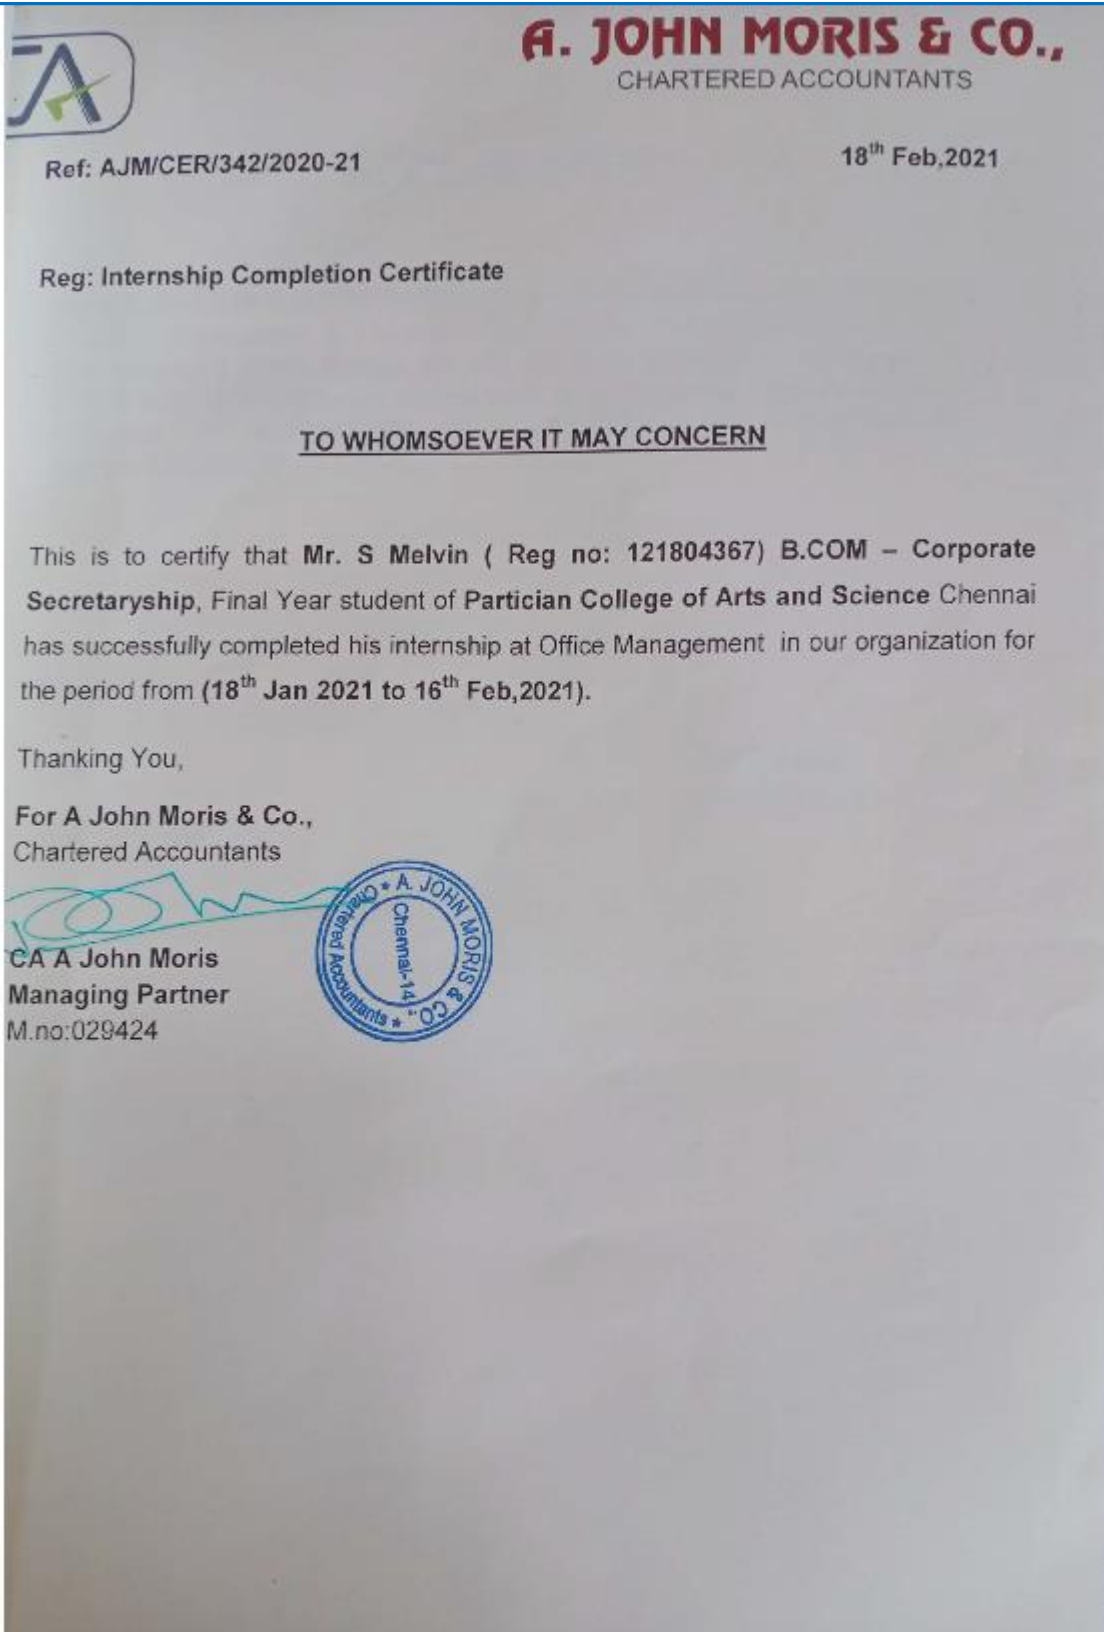 CA
A. JOHN MORIS & CO.,
CHARTERED ACCOUNTANTS
Ref: AJM/CER/342/2020-21
18th Feb,2021
Reg: Internship Completion Certificate
TO WHOMSOEVER IT MAY CONCERN
This is to certify that Mr. S Melvin ( Reg no: 121804367) B.COM – Corporate
Secretaryship, Final Year student of Partician College of Arts and Science Chennai
has successfully completed his internship at Office Management in our organization for
the period from (18th Jan 2021 to 16th Feb,2021).
Thanking You,
For A John Moris & Co.,
Chartered Accountants
CA A John Moris
Managing Partner
M.no:029424
A. JOHN MORIS & CO., * Chartered Accountants *
Chennai-14